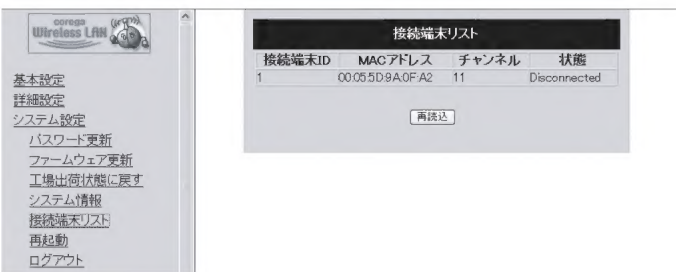 corega
Wireless LAN
基本設定
詳細設定
システム設定
パスワード更新
ファームウェア更新
工場出荷状態に戻す
システム情報
接続端末リスト
再起動
ログアウト
接続端末リスト
接続端末ID MACアドレス チャンネル 状態
1 00:05:5D:9A:0F:A2 11 Disconnected
再読込